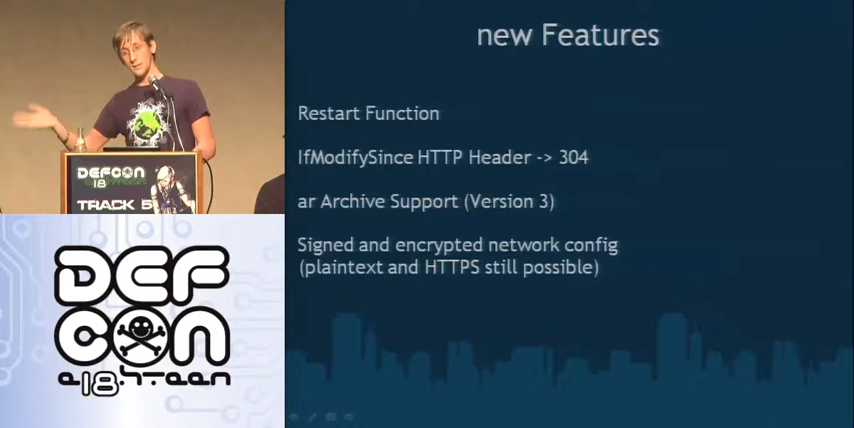 new Features
Restart Function
IfModifySince HTTP Header -> 304
ar Archive Support (Version 3)
Signed and encrypted network config
(plaintext and HTTPS still possible)
DEFCON
18
TRACK 5
DEF
CON
e18hteen